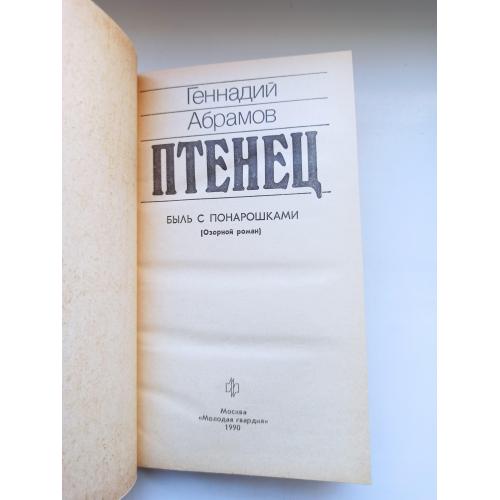 Геннадий
Абрамов
ПТЕНЕЦ
БЫЛЬ С ПОНАРОШКАМИ
(Озорной роман)
Москва
«Молодая гвардия»
1990